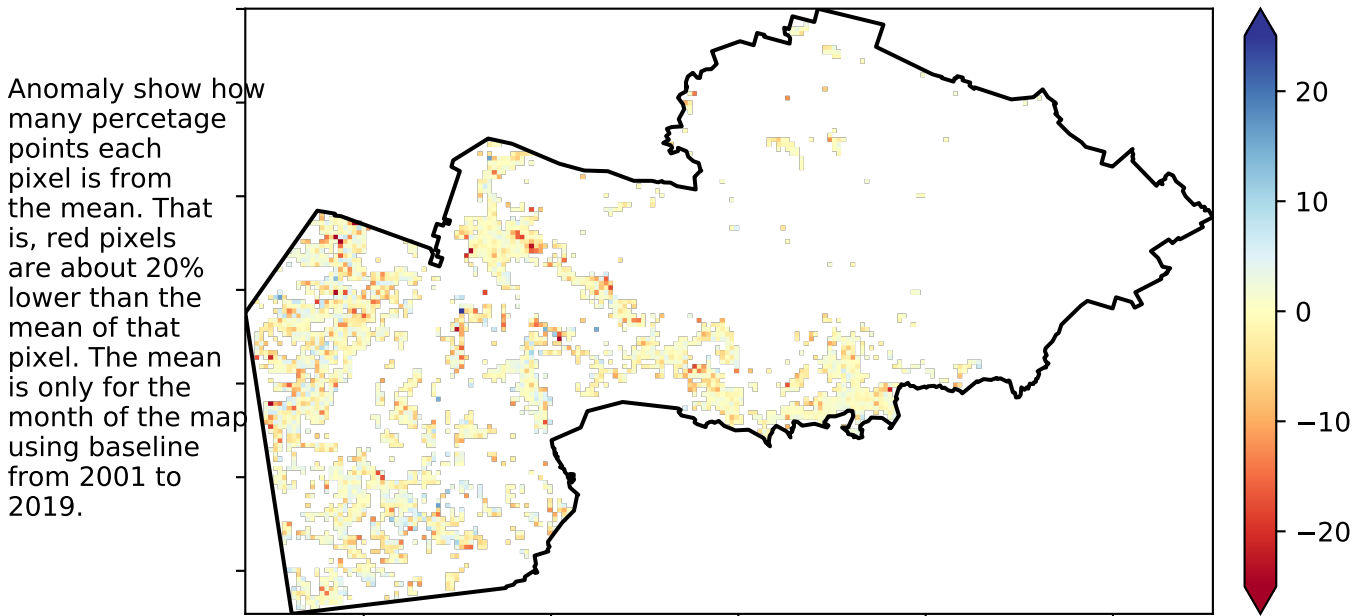 Anomaly show how
many percetage
points each
pixel is from
the mean. That
is, red pixels
are about 20%
lower than the
mean of that
pixel. The mean
is only for the
month of the map
using baseline
from 2001 to
2019.
20
10
0
−10
−20